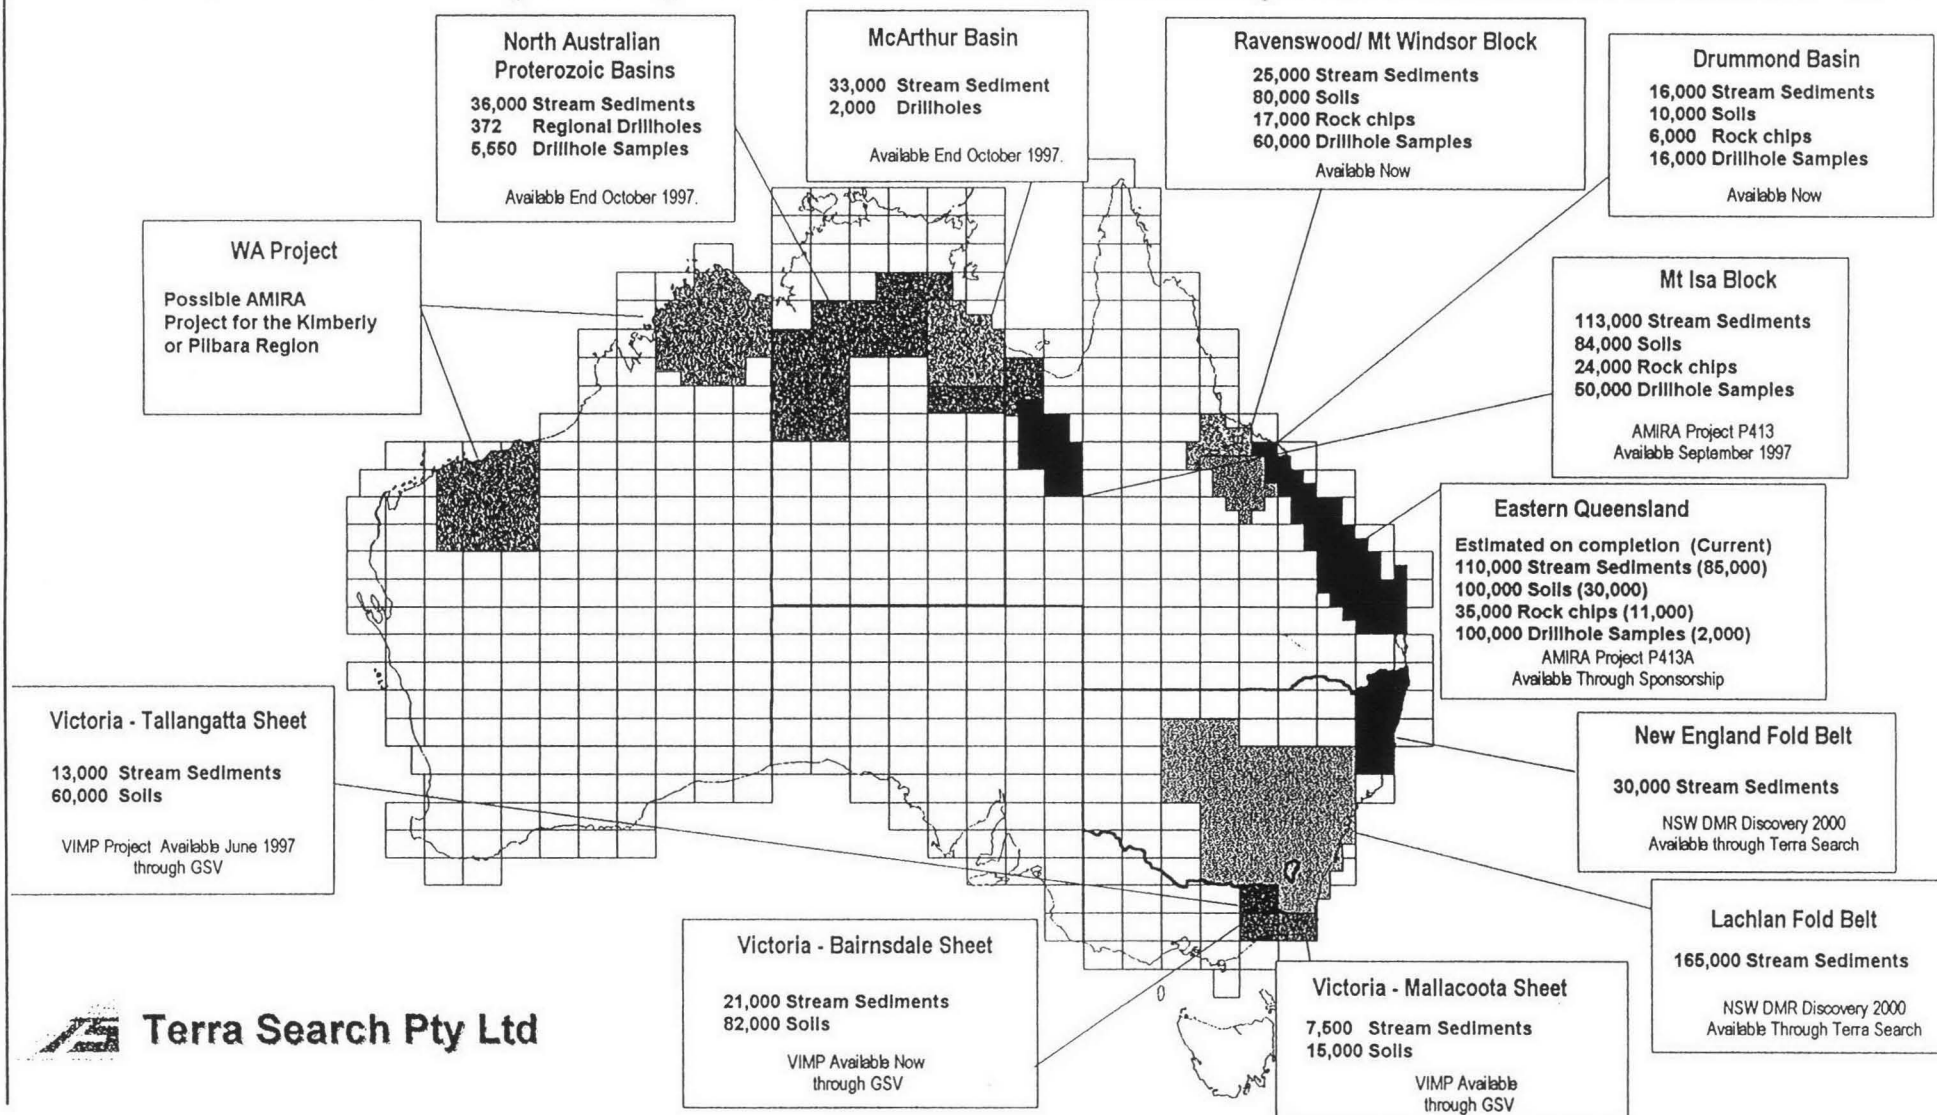 North Australian
Proterozoic Basins
36,000 Stream Sediments
372 Regional Drillholes
5,550 Drillhole Samples
Available End October 1997.
McArthur Basin
33,000 Stream Sediment
2,000 Drillholes
Available End October 1997.
Ravenswood/ Mt Windsor Block
25,000 Stream Sediments
80,000 Soils
17,000 Rock chips
60,000 Drillhole Samples
Available Now
Drummond Basin
16,000 Stream Sediments
10,000 Soils
6,000 Rock chips
16,000 Drillhole Samples
Available Now
WA Project
Possible AMIRA
Project for the Kimberly
or Pilbara Region
Mt Isa Block
113,000 Stream Sediments
84,000 Soils
24,000 Rock chips
50,000 Drillhole Samples
AMIRA Project P413
Available September 1997
Eastern Queensland
Estimated on completion (Current)
110,000 Stream Sediments (85,000)
100,000 Soils (30,000)
35,000 Rock chips (11,000)
100,000 Drillhole Samples (2,000)
AMIRA Project P413A
Available Through Sponsorship
Victoria - Tallangatta Sheet
13,000 Stream Sediments
60,000 Soils
VIMP Project Available June 1997
through GSV
New England Fold Belt
30,000 Stream Sediments
NSW DMR Discovery 2000
Available through Terra Search
Lachlan Fold Belt
165,000 Stream Sediments
NSW DMR Discovery 2000
Available Through Terra Search
Victoria - Bairnsdale Sheet
21,000 Stream Sediments
82,000 Soils
VIMP Available Now
through GSV
Victoria - Mallacoota Sheet
7,500 Stream Sediments
15,000 Soils
VIMP Available
through GSV
Terra Search Pty Ltd